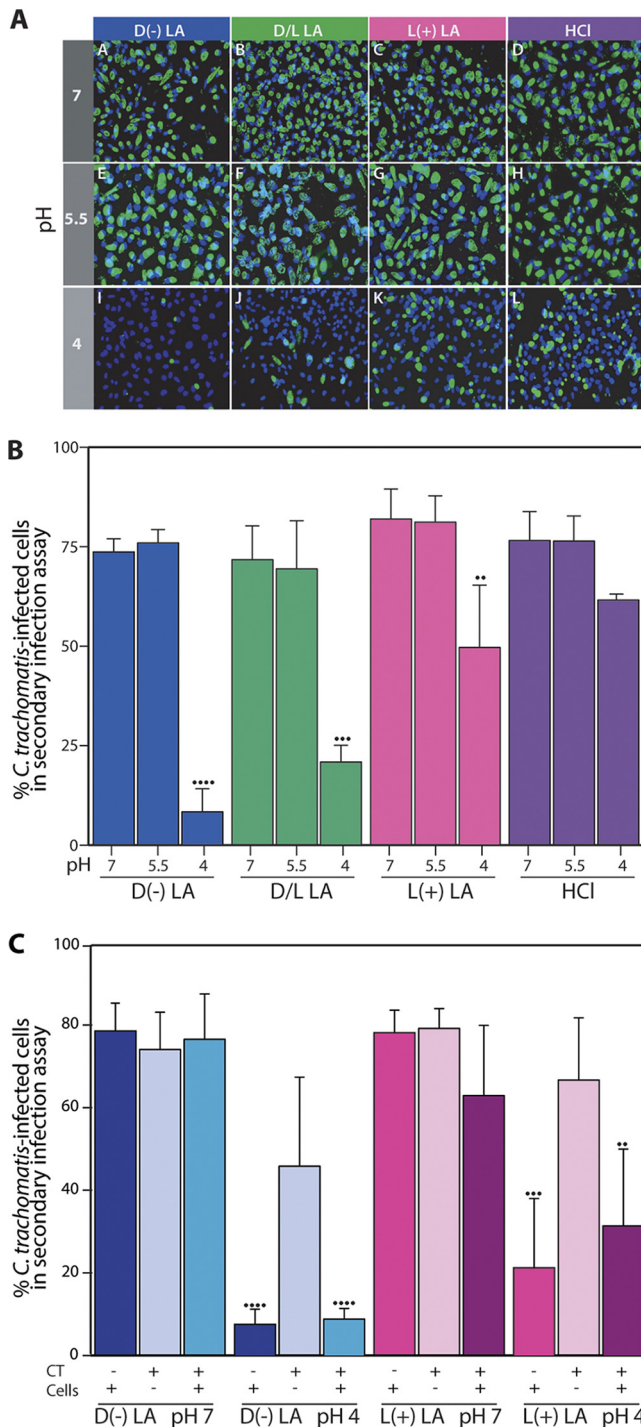 A
D(-) LA D/L LA L(+) LA HCl
pH
7
A B C D
5.5
E F G H
4
I J K L
B
% C. trachomatis-infected cells
in secondary infection assay
100
75
50
25
0
•••• ••• ••
pH 7 5.5 4 7 5.5 4 7 5.5 4 7 5.5 4
D(-) LA D/L LA L(+) LA HCl
C
% C. trachomatis-infected cells
in secondary infection assay
100
80
60
40
20
0
•••• •••• ••• ••
CT - + + - + + - + + - + +
Cells + - + + - + + - + + - +
D(-) LA pH 7 D(-) LA pH 4 L(+) LA pH 7 L(+) LA pH 4